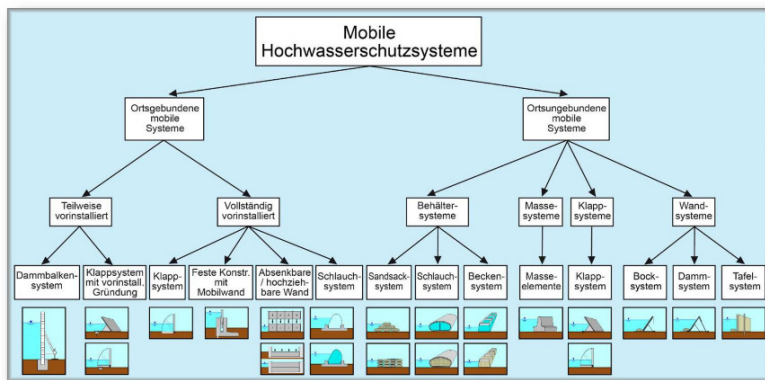 Mobile
Hochwasserschutzsysteme
Ortsgebundene
mobile
Systeme
Ortsungebundene
mobile
Systeme
Teilweise
vorinstalliert
Vollständig
vorinstalliert
Behälter-
systeme
Masse-
systeme
Klapp-
systeme
Wand-
systeme
Dammbalken-
system
Klappsystem
mit vorinstall.
Gründung
Klapp-
system
Feste Konstr.
mit
Mobilwand
Absenkbare
/ hochzieh-
bare Wand
Schlauch-
system
Sandsack-
system
Schlauch-
system
Becken-
system
Masse-
elemente
Klapp-
system
Bock-
system
Damm-
system
Tafel-
system